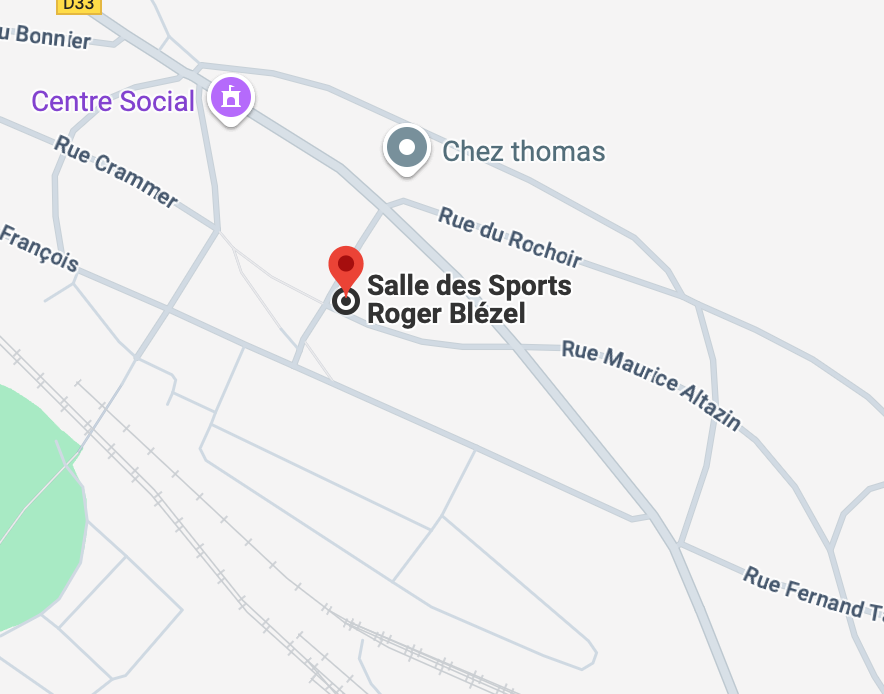 D33
u Bonnier
Centre Social
Chez thomas
Rue Crammer
François
Rue du Rochoir
Salle des Sports
Roger Blézel
Rue Maurice Altazin
Rue Fernand Ta